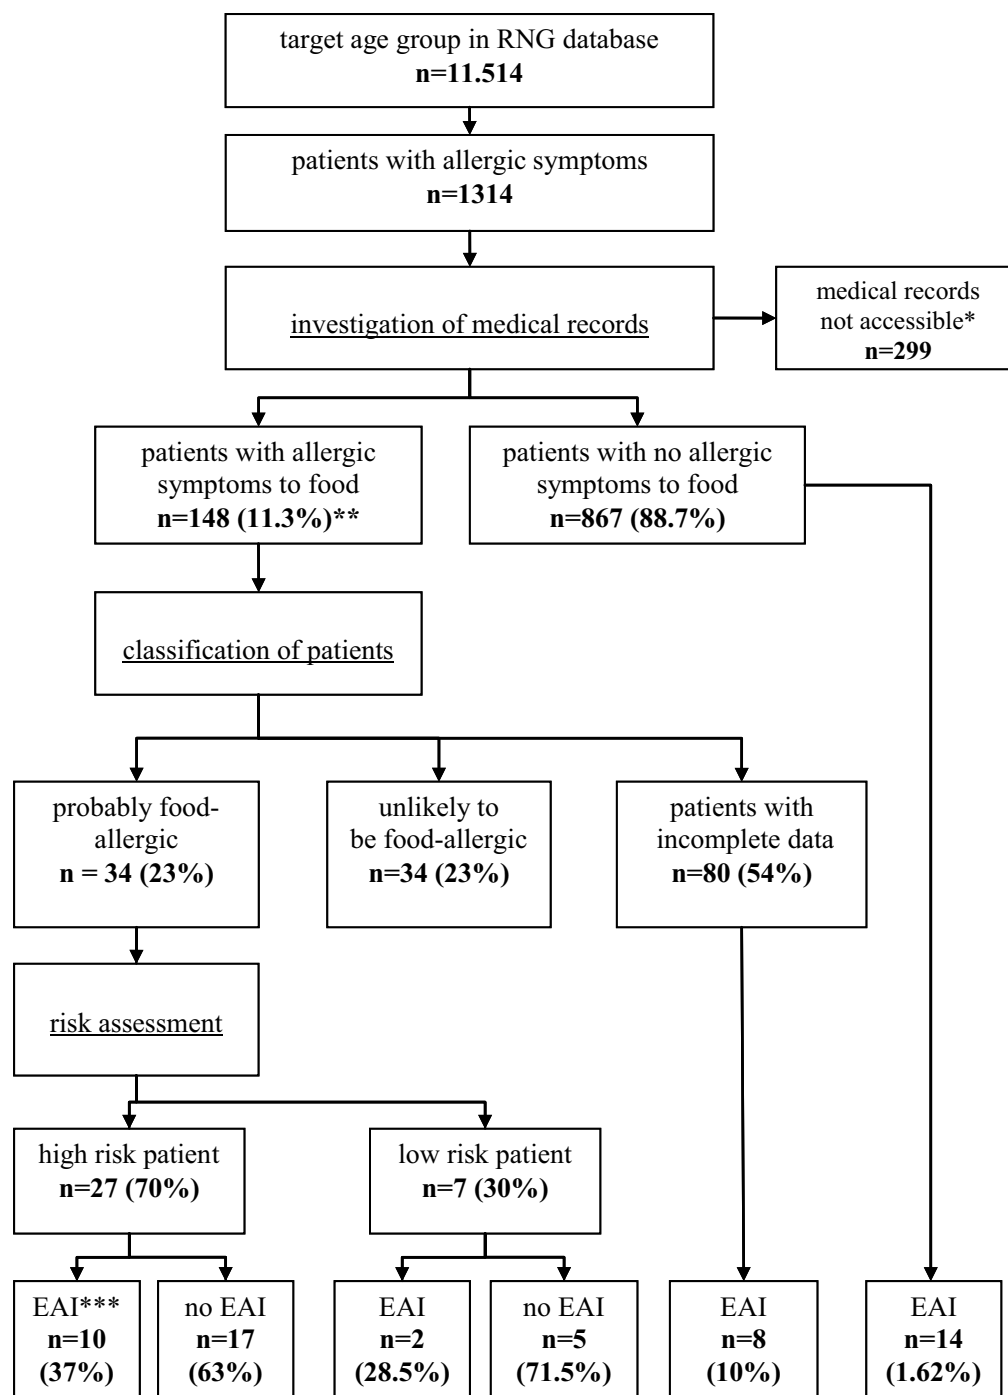 target age group in RNG database
n=11.514
patients with allergic symptoms
n=1314
investigation of medical records
medical records
not accessible*
n=299
patients with allergic
symptoms to food
n=148 (11.3%)**
patients with no allergic
symptoms to food
n=867 (88.7%)
classification of patients
probably food-
allergic
n = 34 (23%)
unlikely to
be food-allergic
n=34 (23%)
patients with
incomplete data
n=80 (54%)
risk assessment
high risk patient
n=27 (70%)
low risk patient
n=7 (30%)
EAI***
n=10
(37%)
no EAI
n=17
(63%)
EAI
n=2
(28.5%)
no EAI
n=5
(71.5%)
EAI
n=8
(10%)
EAI
n=14
(1.62%)